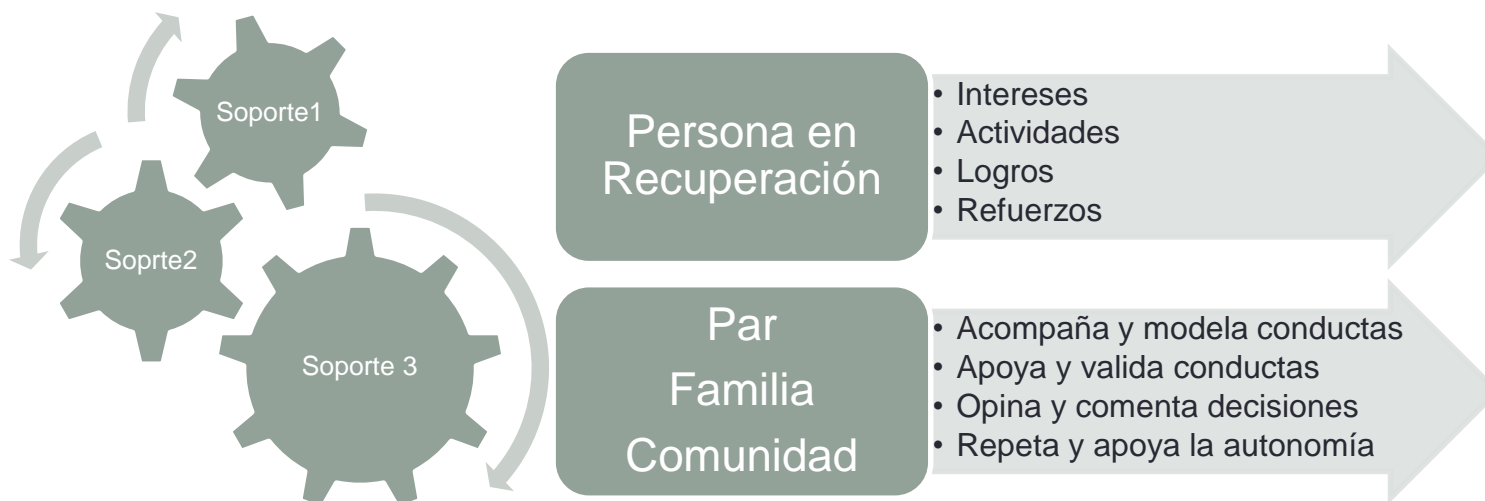 Soporte1
Soprte2
Soporte 3
Persona en
Recuperación
• Intereses
• Actividades
• Logros
• Refuerzos
Par
Familia
Comunidad
• Acompaña y modela conductas
• Apoya y valida conductas
• Opina y comenta decisiones
• Repeta y apoya la autonomía